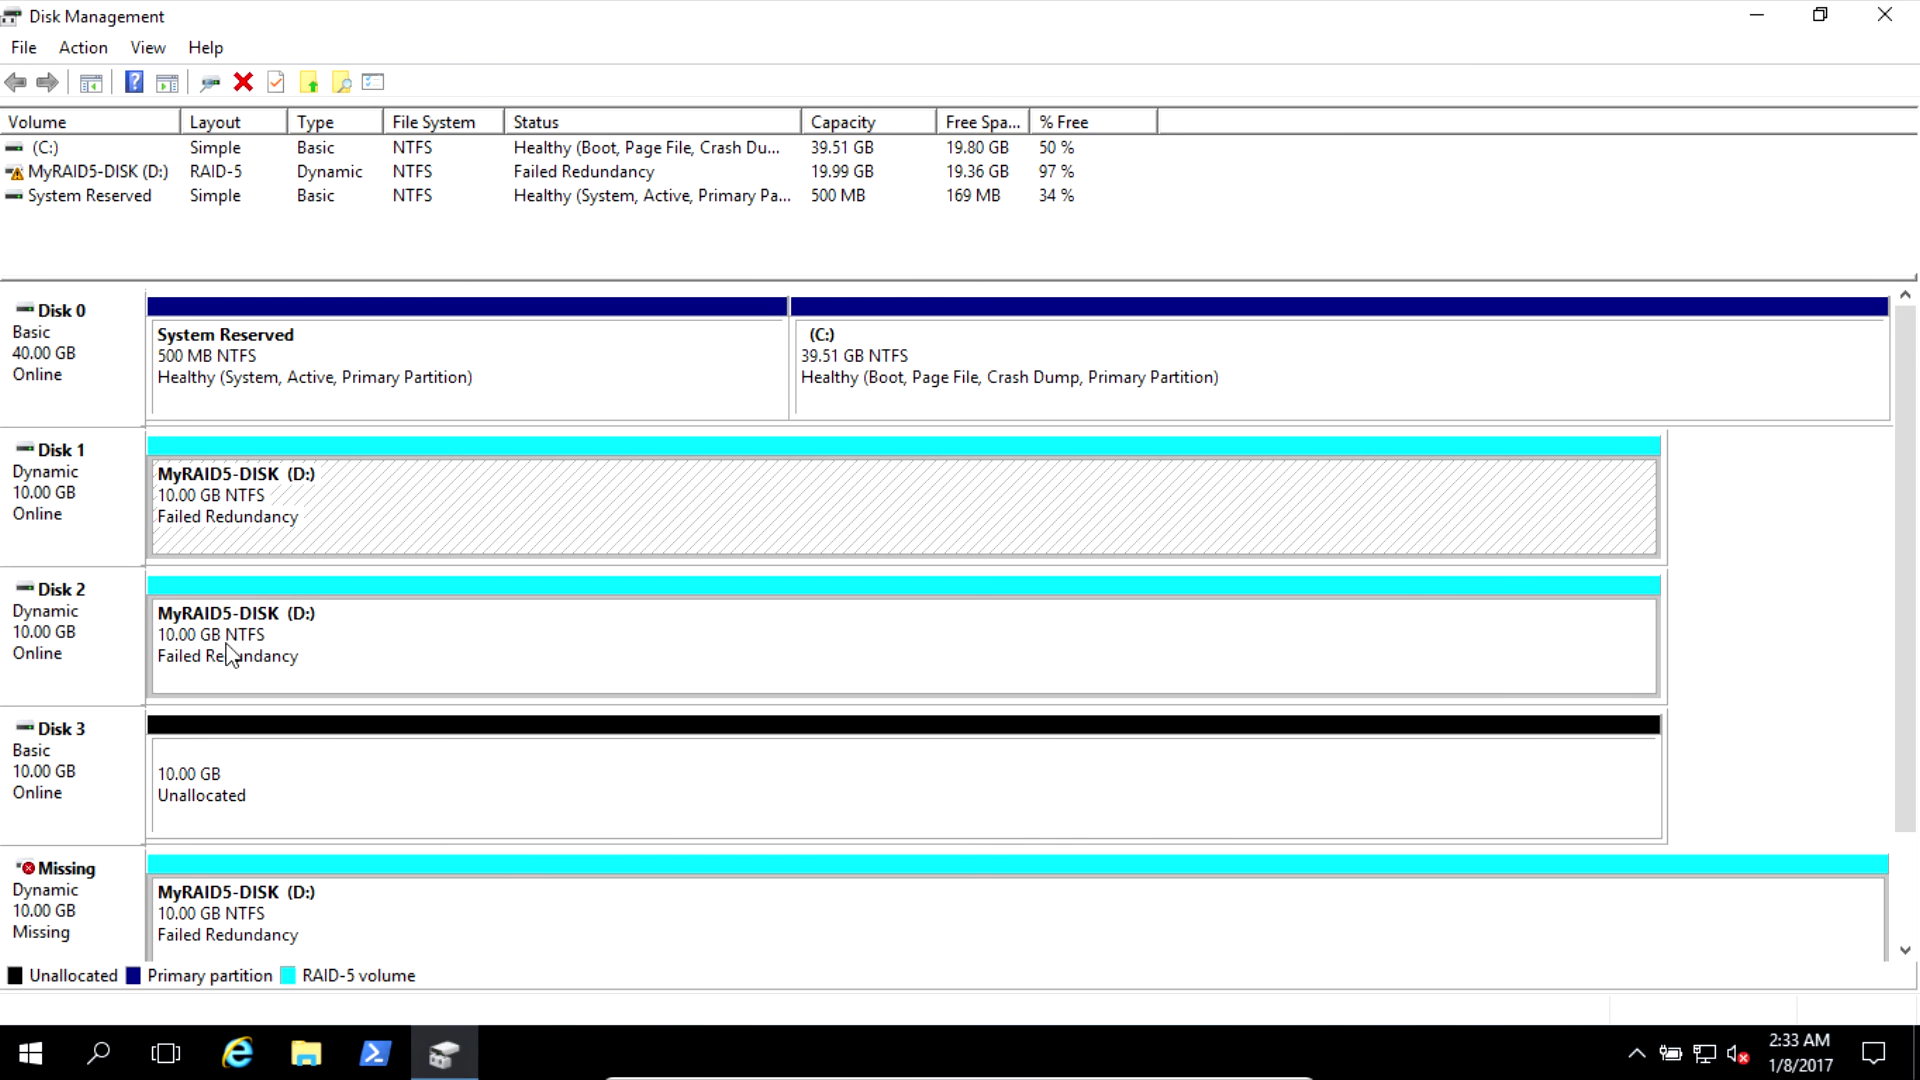 Disk Management
File Action View Help
Volume Layout Type File System Status Capacity Free Spa... % Free
(C:) Simple Basic NTFS Healthy (Boot, Page File, Crash Du... 39.51 GB 19.80 GB 50 %
MyRAID5-DISK (D:) RAID-5 Dynamic NTFS Failed Redundancy 19.99 GB 19.36 GB 97 %
System Reserved Simple Basic NTFS Healthy (System, Active, Primary Pa... 500 MB 169 MB 34 %
Disk 0
Basic
40.00 GB
Online
System Reserved
500 MB NTFS
Healthy (System, Active, Primary Partition)
(C:)
39.51 GB NTFS
Healthy (Boot, Page File, Crash Dump, Primary Partition)
Disk 1
Dynamic
10.00 GB
Online
MyRAID5-DISK (D:)
10.00 GB NTFS
Failed Redundancy
Disk 2
Dynamic
10.00 GB
Online
MyRAID5-DISK (D:)
10.00 GB NTFS
Failed Redundancy
Disk 3
Basic
10.00 GB
Online
10.00 GB
Unallocated
Missing
Dynamic
10.00 GB
Missing
MyRAID5-DISK (D:)
10.00 GB NTFS
Failed Redundancy
Unallocated Primary partition RAID-5 volume
2:33 AM
1/8/2017